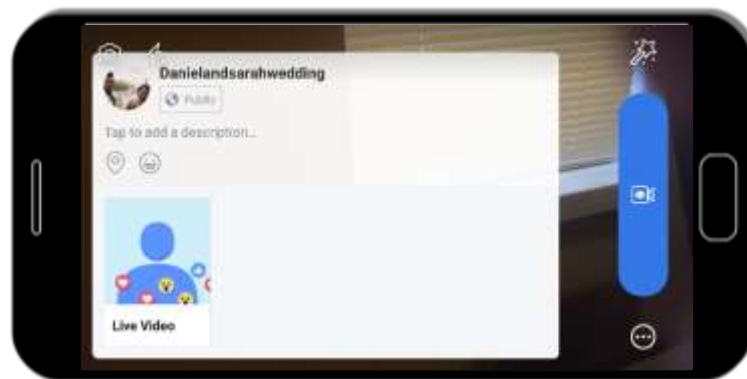 Danielandsarahwedding
Public
Tap to add a description...
Live Video